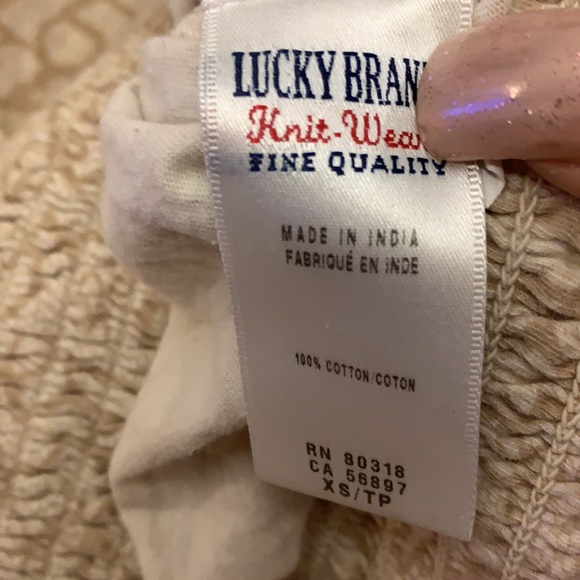 LUCKY BRAN
Knit-Wea
FINE QUALITY
MADE IN INDIA
FABRIQUÉ EN INDE
100% COTTON/COTON
RN 80318
CA 56897
XS/TP